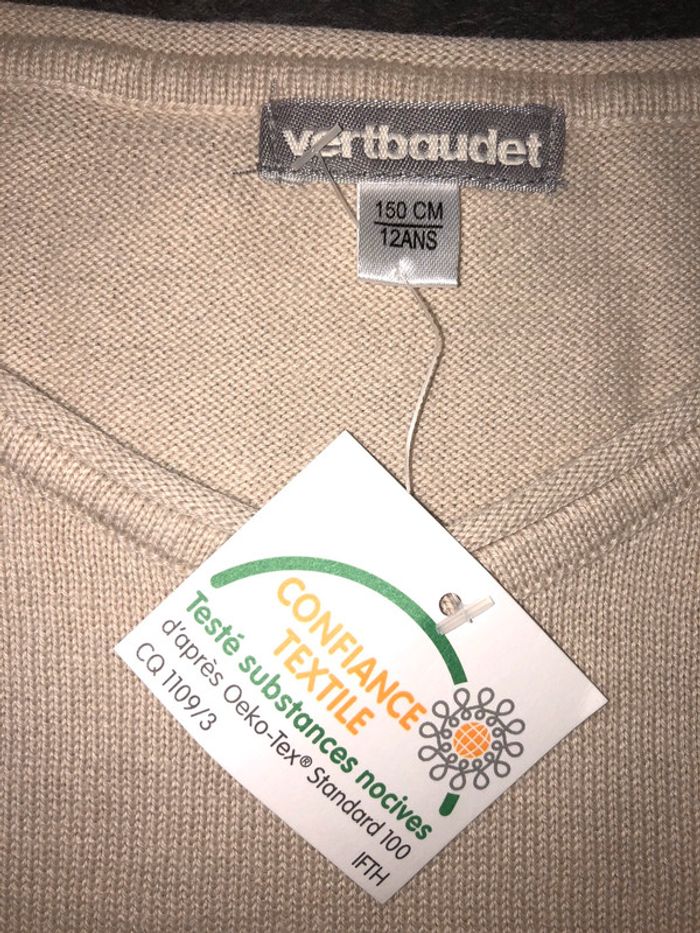 vertbaudet
150 CM
12ANS
CONFIANCE
TEXTILE
Testé substances nocives
d'après Oeko-Tex® Standard 100
CQ 1109/3
IFTH